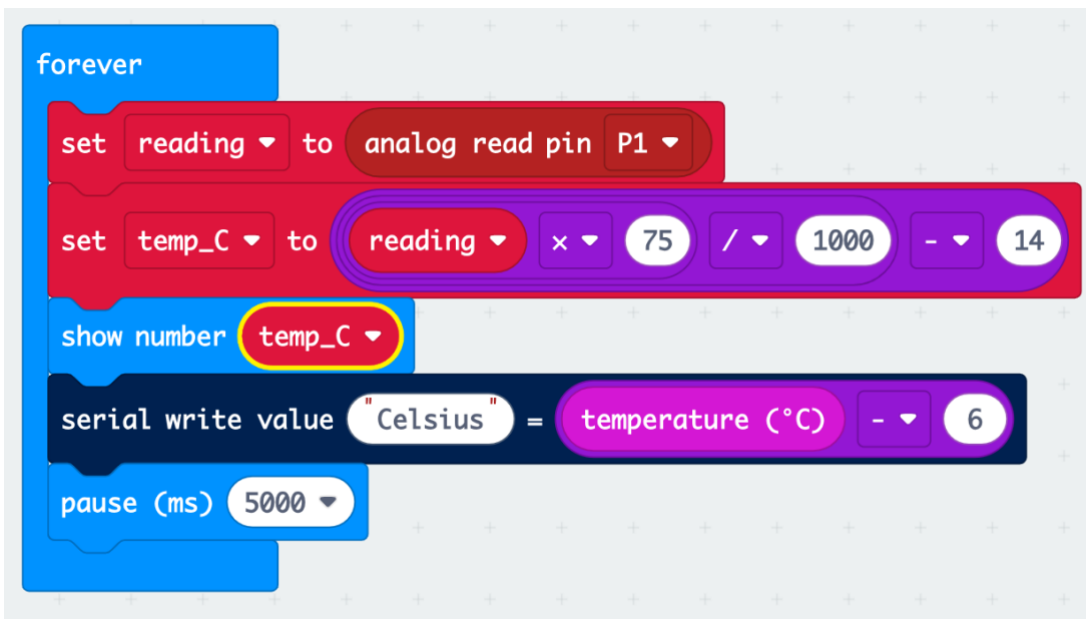 forever
set reading to analog read pin P1
set temp_C to reading × 75 / 1000 - 14
show number temp_C
serial write value "Celsius" = temperature (°C) - 6
pause (ms) 5000